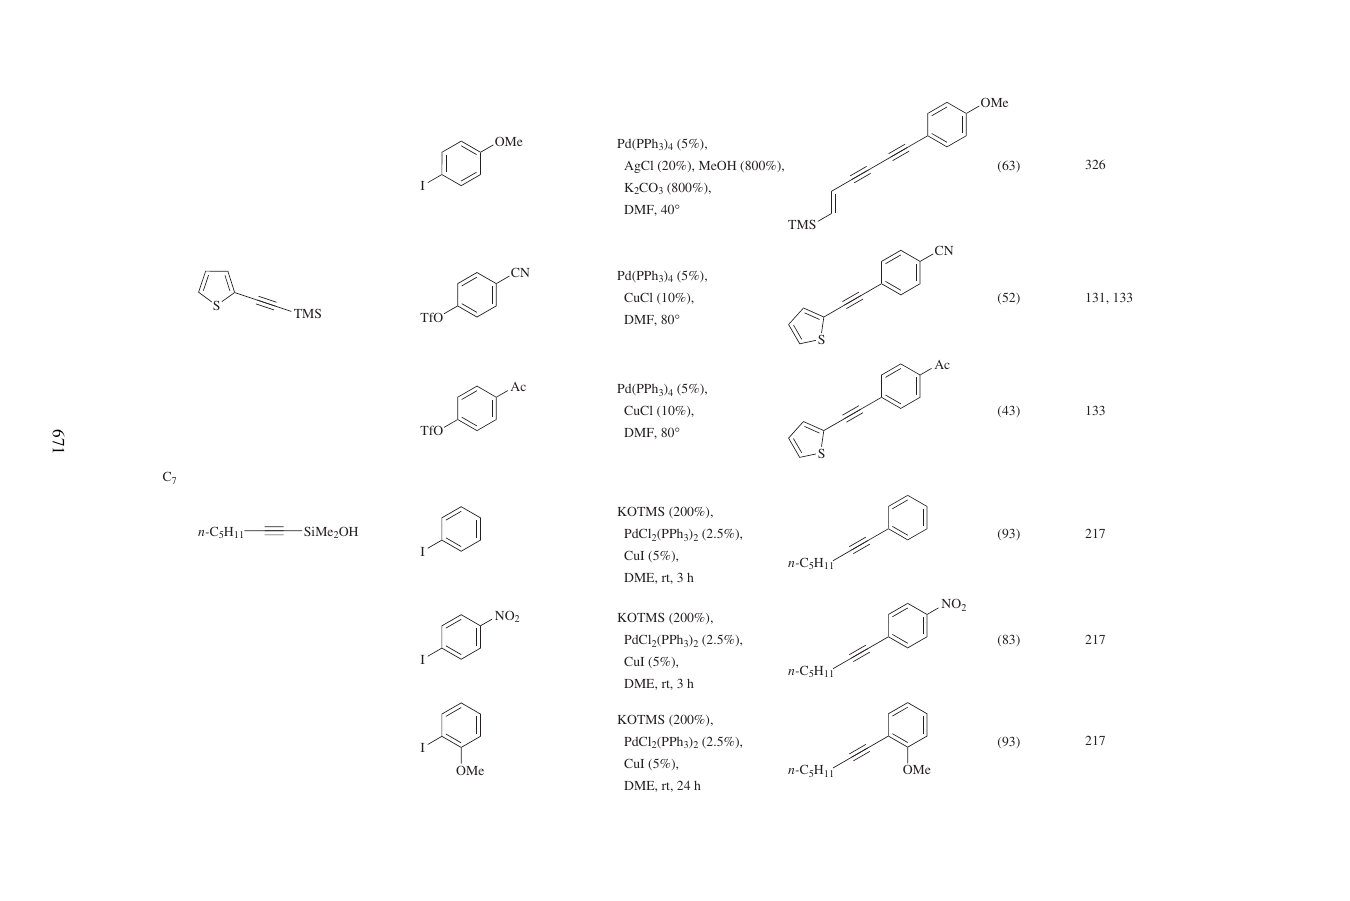 OMe
I
Pd(PPh3)4 (5%),
AgCl (20%), MeOH (800%),
K2CO3 (800%),
DMF, 40°
OMe
TMS
(63)
326
S
TMS
CN
TfO
Pd(PPh3)4 (5%),
CuCl (10%),
DMF, 80°
CN
S
(52)
131, 133
Ac
TfO
Pd(PPh3)4 (5%),
CuCl (10%),
DMF, 80°
Ac
S
(43)
133
671
C7
n-C5H11
SiMe2OH
I
KOTMS (200%),
PdCl2(PPh3)2 (2.5%),
CuI (5%),
DME, rt, 3 h
n-C5H11
(93)
217
NO2
I
KOTMS (200%),
PdCl2(PPh3)2 (2.5%),
CuI (5%),
DME, rt, 3 h
NO2
n-C5H11
(83)
217
I
OMe
KOTMS (200%),
PdCl2(PPh3)2 (2.5%),
CuI (5%),
DME, rt, 24 h
n-C5H11
OMe
(93)
217